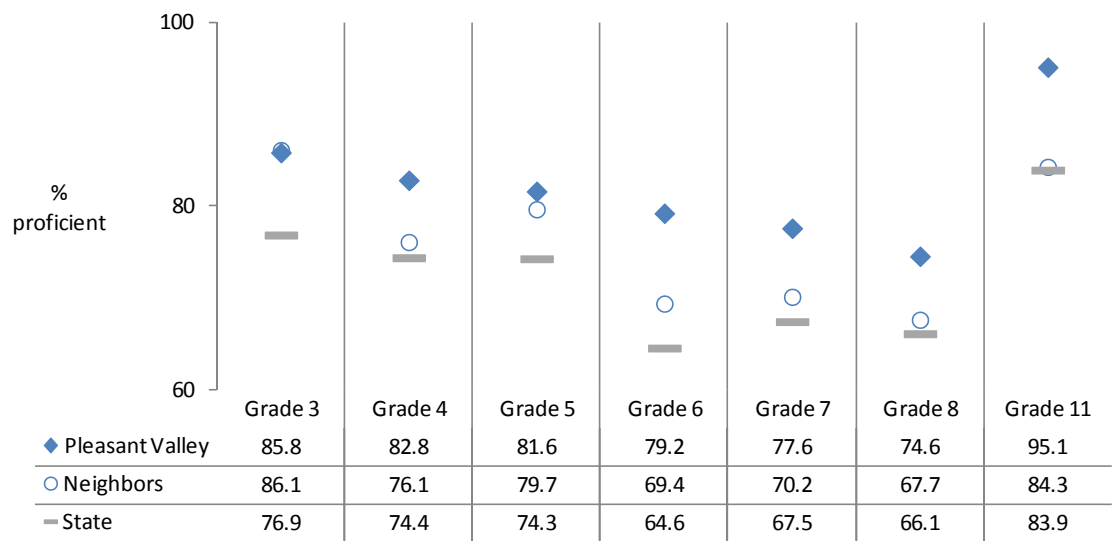 100
80
60
%
proficient
Grade 3 Grade 4 Grade 5 Grade 6 Grade 7 Grade 8 Grade 11
Pleasant Valley 85.8 82.8 81.6 79.2 77.6 74.6 95.1
Neighbors 86.1 76.1 79.7 69.4 70.2 67.7 84.3
State 76.9 74.4 74.3 64.6 67.5 66.1 83.9